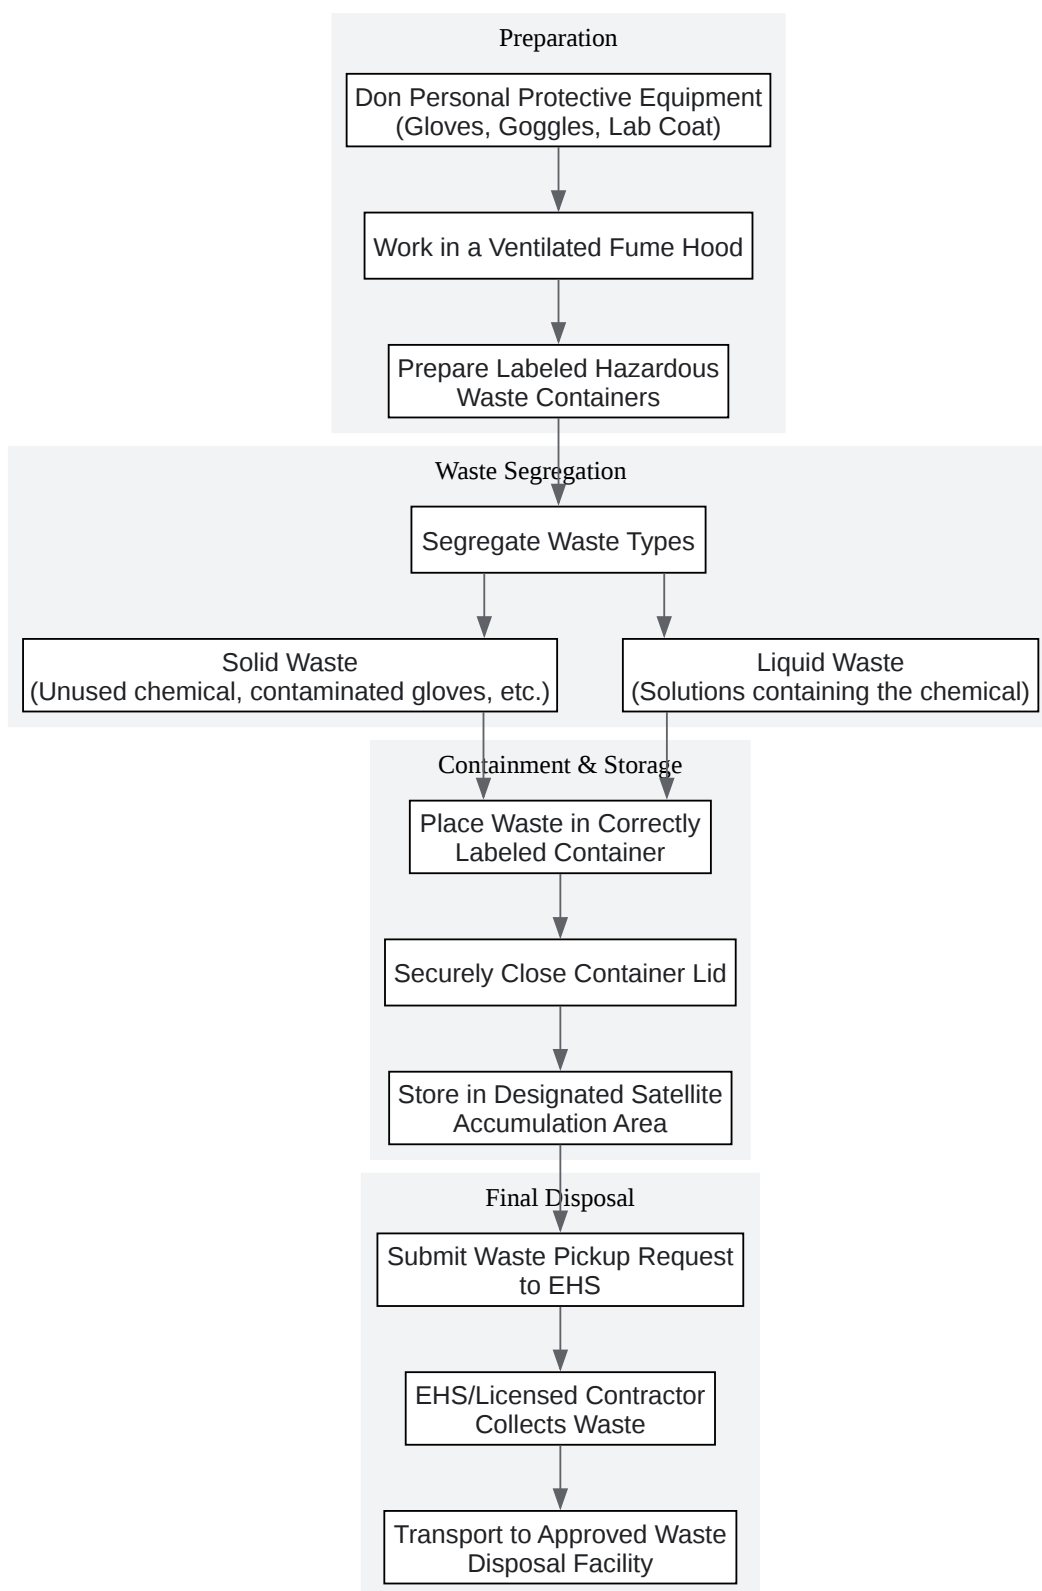 Preparation
Don Personal Protective Equipment
(Gloves, Goggles, Lab Coat)
Work in a Ventilated Fume Hood
Prepare Labeled Hazardous
Waste Containers
Waste Segregation
Segregate Waste Types
Solid Waste
(Unused chemical, contaminated gloves, etc.)
Liquid Waste
(Solutions containing the chemical)
Containment & Storage
Place Waste in Correctly
Labeled Container
Securely Close Container Lid
Store in Designated Satellite
Accumulation Area
Final Disposal
Submit Waste Pickup Request
to EHS
EHS/Licensed Contractor
Collects Waste
Transport to Approved Waste
Disposal Facility